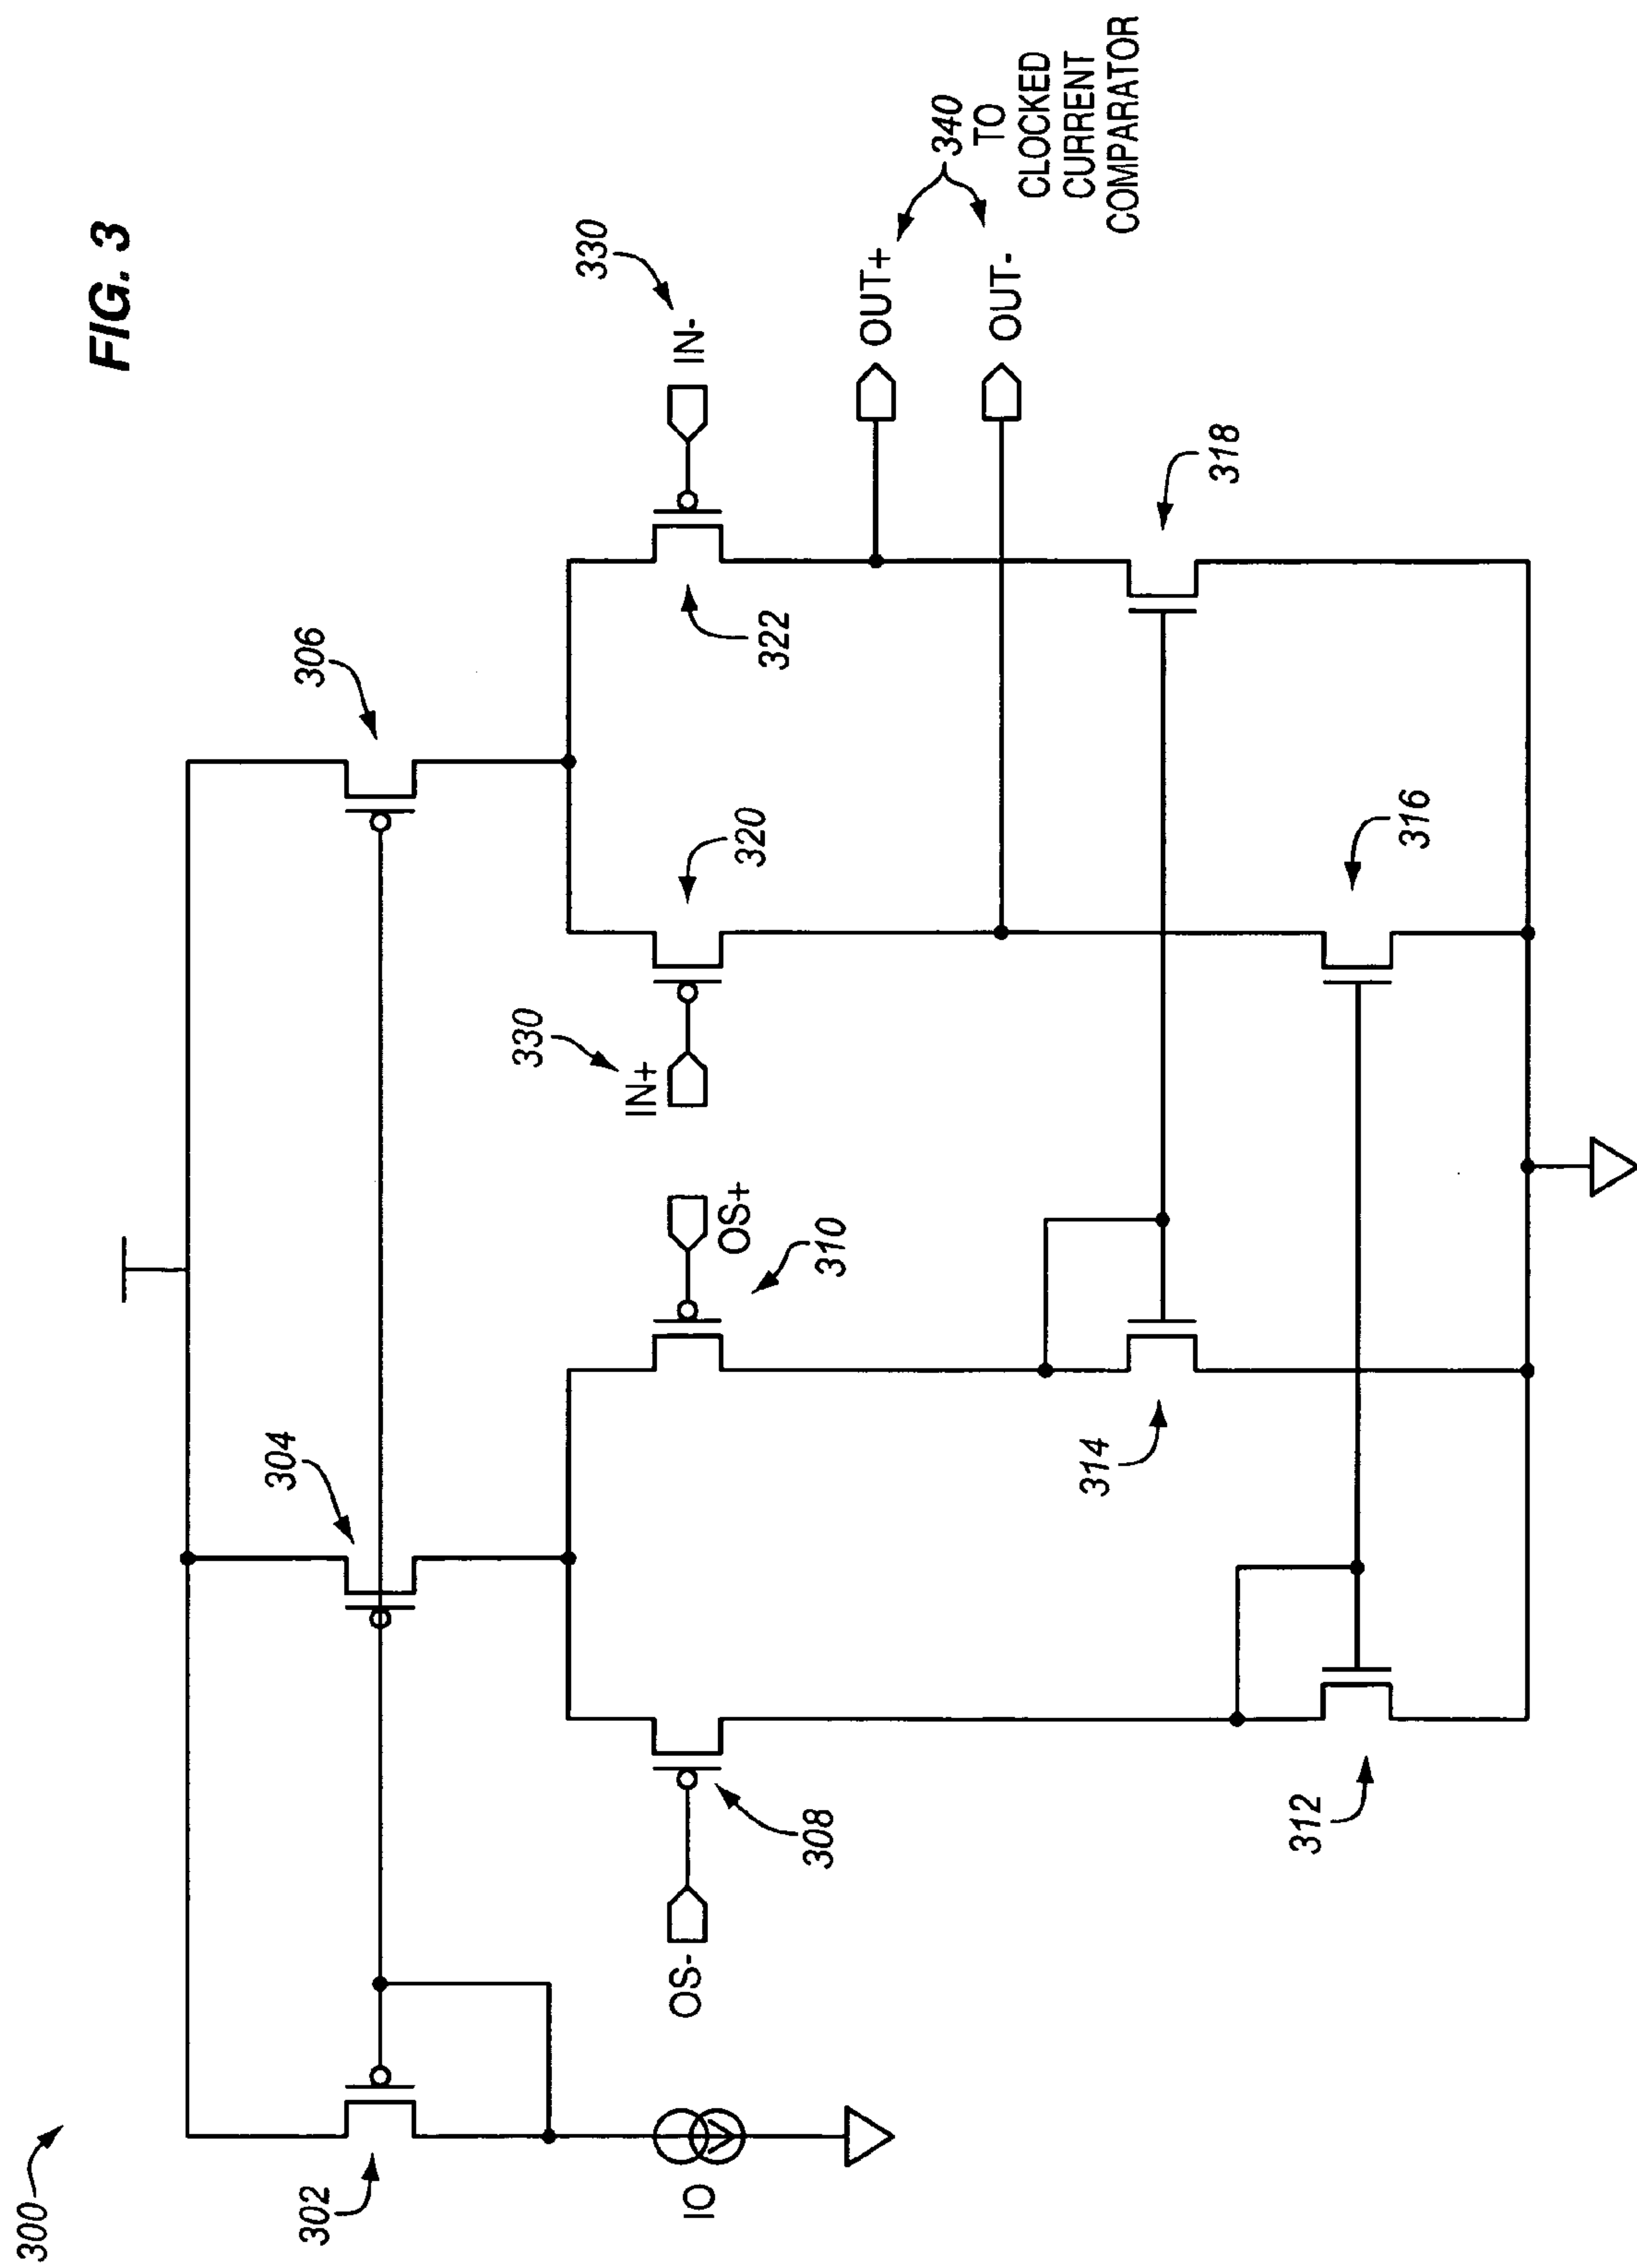 FIG. 3
300
302
304
306
IO
OS-
308
OS+
310
IN+
330
320
IN-
330
322
OUT+
OUT-
340
TO
CLOCKED
CURRENT
COMPARATOR
312
314
316
318